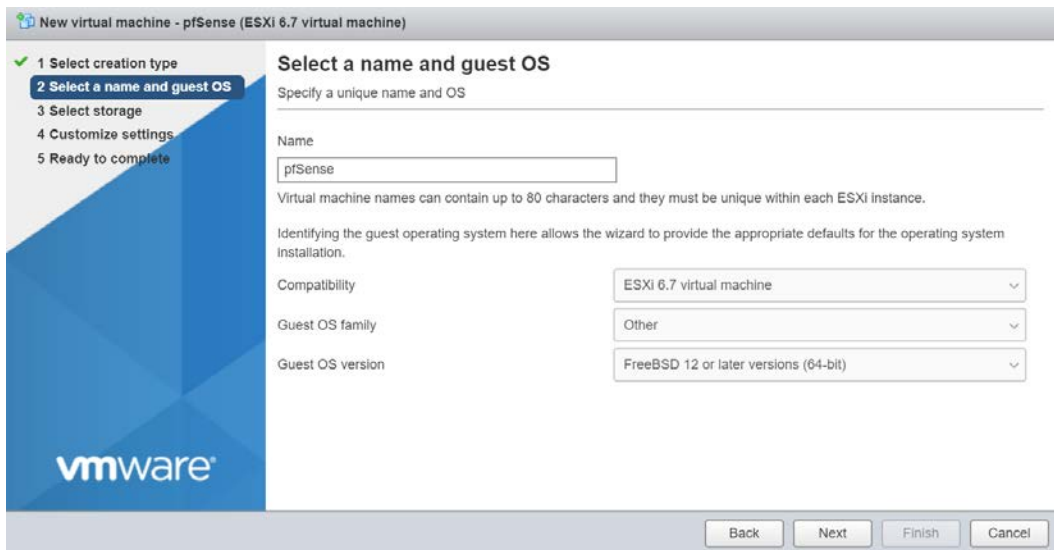 New virtual machine - pfSense (ESXi 6.7 virtual machine)
1 Select creation type
2 Select a name and guest OS
3 Select storage
4 Customize settings
5 Ready to complete
vmware®
Select a name and guest OS
Specify a unique name and OS
Name
pfSense
Virtual machine names can contain up to 80 characters and they must be unique within each ESXi instance.
Identifying the guest operating system here allows the wizard to provide the appropriate defaults for the operating system
installation.
Compatibility
ESXi 6.7 virtual machine
Guest OS family
Other
Guest OS version
FreeBSD 12 or later versions (64-bit)
Back
Next
Finish
Cancel